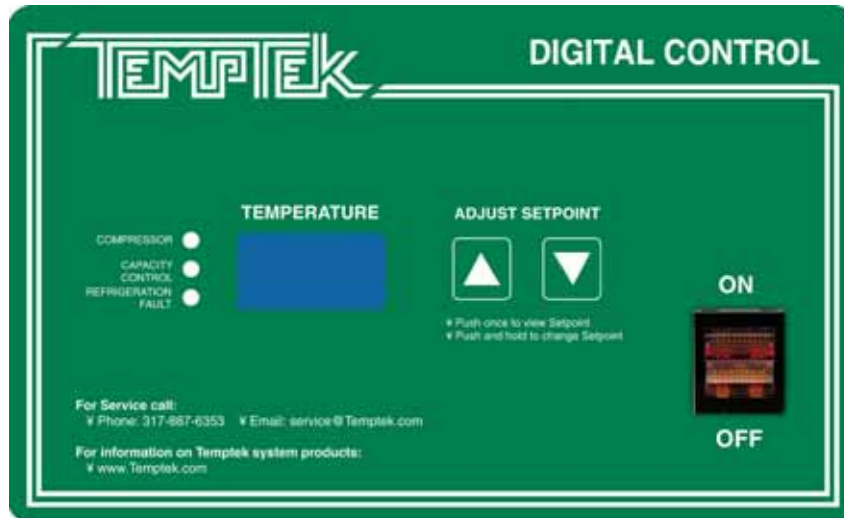 TEMPTEK
DIGITAL CONTROL
TEMPERATURE
ADJUST SETPOINT
COMPRESSOR
CAPACITY
CONTROL
REFRIGERATION
FAULT
¥ Push once to view Setpoint
¥ Push and hold to change Setpoint
ON
OFF
For Service call:
¥ Phone: 317-887-6353 ¥ Email: service@Temptek.com
For information on Temptek system products:
¥ www.Temptek.com